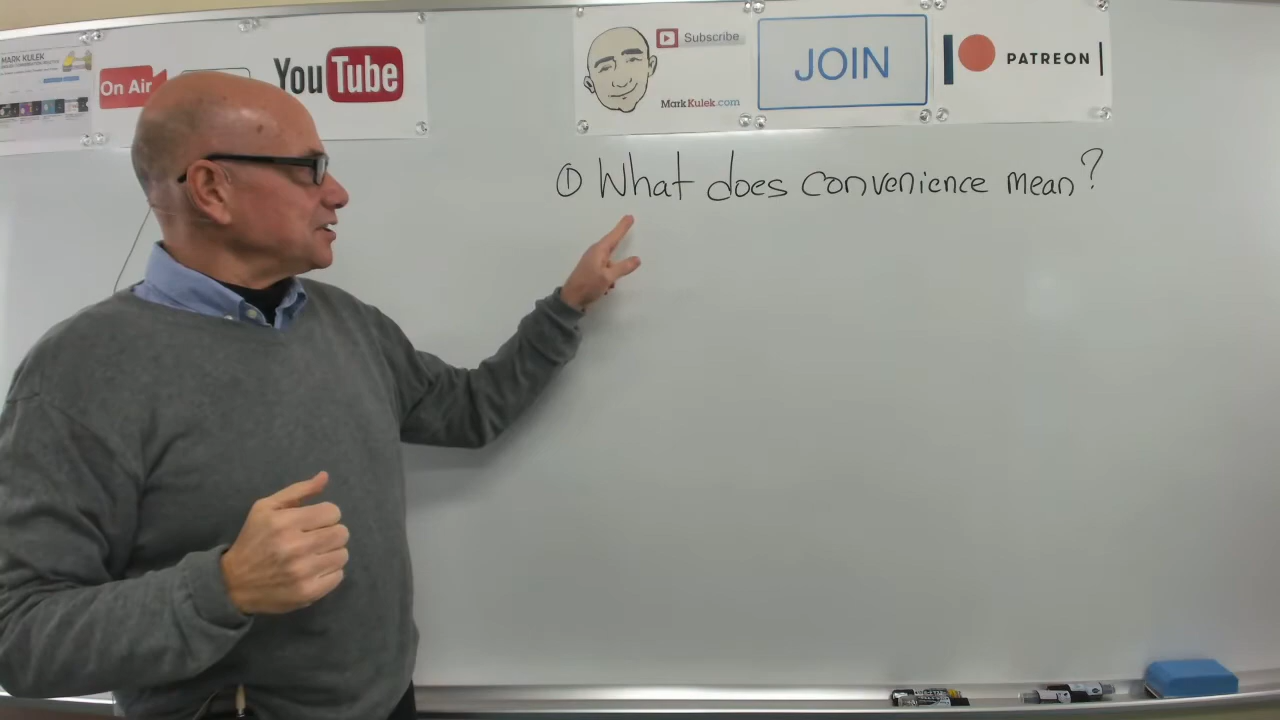 MARK KULEK
On Air
YouTube
Subscribe
MarkKulek.com
JOIN
PATREON
① What does convenience mean?